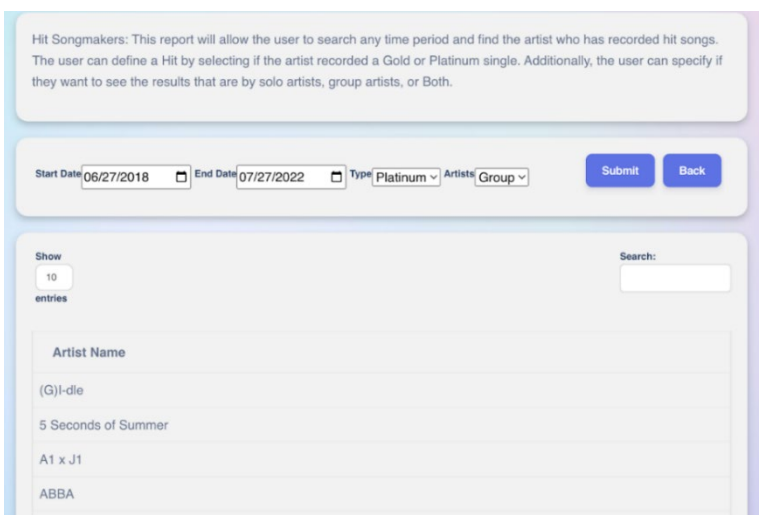 Hit Songmakers: This report will allow the user to search any time period and find the artist who has recorded hit songs.
The user can define a Hit by selecting if the artist recorded a Gold or Platinum single. Additionally, the user can specify if
they want to see the results that are by solo artists, group artists, or Both.
Start Date 06/27/2018 End Date 07/27/2022 Type Platinum Artists Group Submit Back
Show Search:
10
entries
Artist Name
(G)I-dle
5 Seconds of Summer
A1 x J1
ABBA